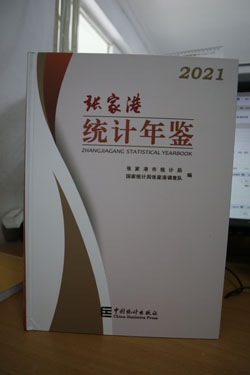 2021
张家港
统计年鉴
ZHANGJIAGANG STATISTICAL YEARBOOK
张家港市统计局
国家统计局张家港调查队 编
中国统计出版社
China Statistics Press